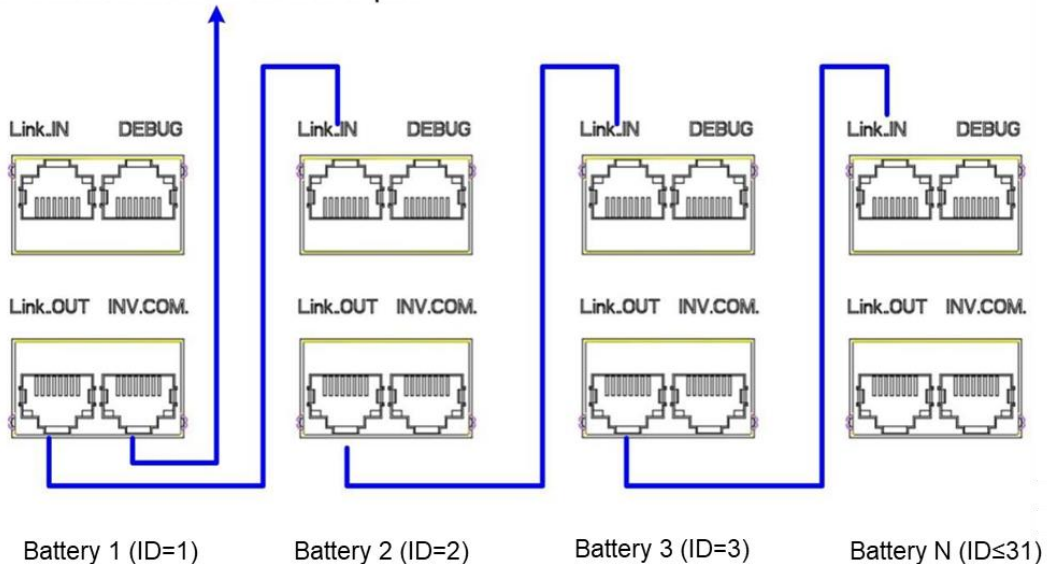 Link.IN DEBUG Link.IN DEBUG Link.IN DEBUG Link.IN DEBUG
Link.OUT INV.COM. Link.OUT INV.COM. Link.OUT INV.COM. Link.OUT INV.COM.
Battery 1 (ID=1) Battery 2 (ID=2) Battery 3 (ID=3) Battery N (ID≤31)